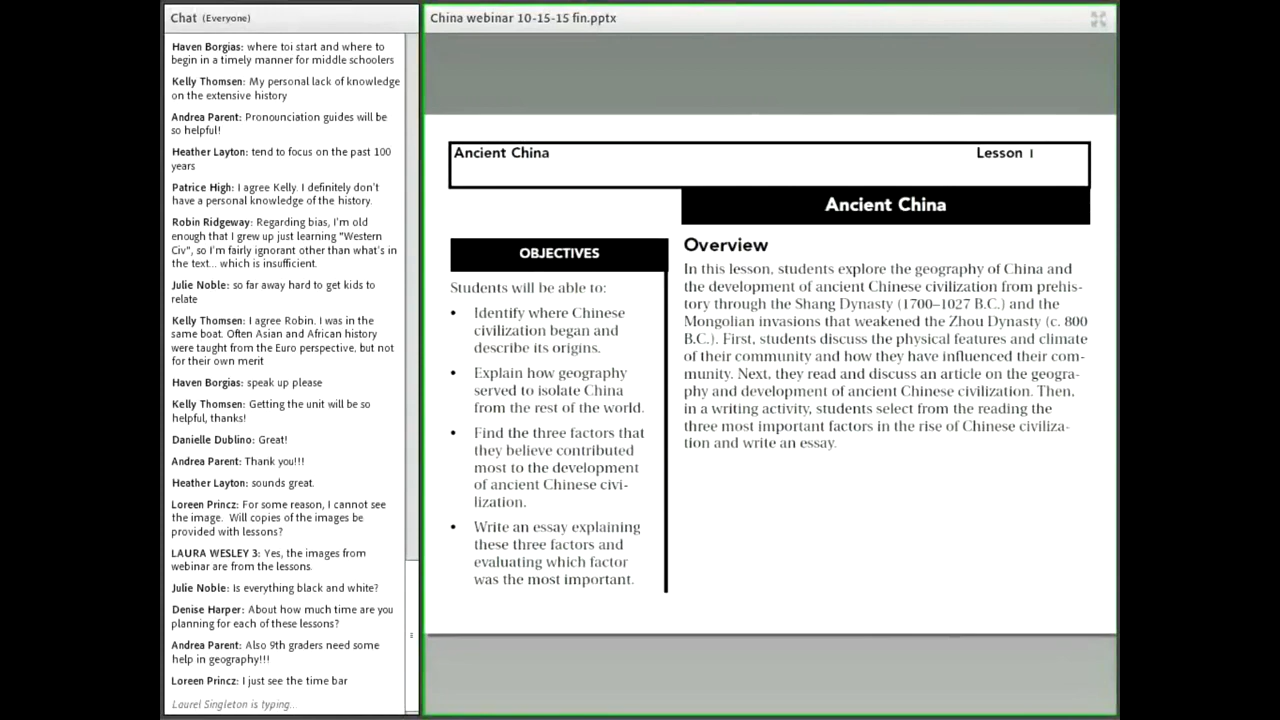 Chat (Everyone)
Haven Borgias: where toi start and where to
begin in a timely manner for middle schoolers
Kelly Thomsen: My personal lack of knowledge
on the extensive history
Andrea Parent: Pronounciation guides will be
so helpful!
Heather Layton: tend to focus on the past 100
years
Patrice High: I agree Kelly. I definitely don't
have a personal knowledge of the history.
Robin Ridgeway: Regarding bias, I'm old
enough that I grew up just learning "Western
Civ", so I'm fairly ignorant other than what's in
the text... which is insufficient.
Julie Noble: so far away hard to get kids to
relate
Kelly Thomsen: I agree Robin. I was in the
same boat. Often Asian and African history
were taught from the Euro perspective, but not
for their own merit
Haven Borgias: speak up please
Kelly Thomsen: Getting the unit will be so
helpful, thanks!
Danielle Dublino: Great!
Andrea Parent: Thank you!!!
Heather Layton: sounds great.
Loreen Princz: For some reason, I cannot see
the image.  Will copies of the images be
provided with lessons?
LAURA WESLEY 3: Yes, the images from
webinar are from the lessons.
Julie Noble: Is everything black and white?
Denise Harper: About how much time are you
planning for each of these lessons?
Andrea Parent: Also 9th graders need some
help in geography!!!
Loreen Princz: I just see the time bar
Laurel Singleton is typing...
China webinar 10-15-15 fin.pptx
Ancient China Lesson 1
Ancient China
OBJECTIVES
Students will be able to:
• Identify where Chinese
civilization began and
describe its origins.
• Explain how geography
served to isolate China
from the rest of the world.
• Find the three factors that
they believe contributed
most to the development
of ancient Chinese civi-
lization.
• Write an essay explaining
these three factors and
evaluating which factor
was the most important.
Overview
In this lesson, students explore the geography of China and
the development of ancient Chinese civilization from prehis-
tory through the Shang Dynasty (1700–1027 B.C.) and the
Mongolian invasions that weakened the Zhou Dynasty (c. 800
B.C.). First, students discuss the physical features and climate
of their community and how they have influenced their com-
munity. Next, they read and discuss an article on the geogra-
phy and development of ancient Chinese civilization. Then,
in a writing activity, students select from the reading the
three most important factors in the rise of Chinese civiliza-
tion and write an essay.